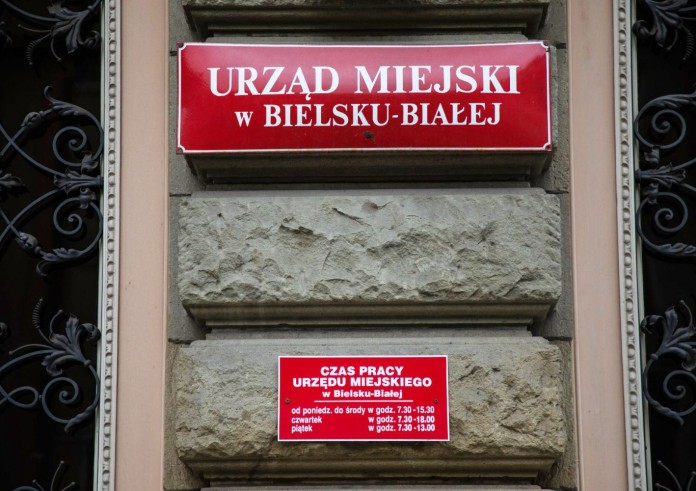 URZĄD MIEJSKI
w BIELSKU-BIAŁEJ
CZAS PRACY
URZĘDU MIEJSKIEGO
w Bielsku-Białej
od poniedz. do środy w godz. 7.30 -15.30
czwartek w godz. 7.30 -18.00
piątek w godz. 7.30 -13.00